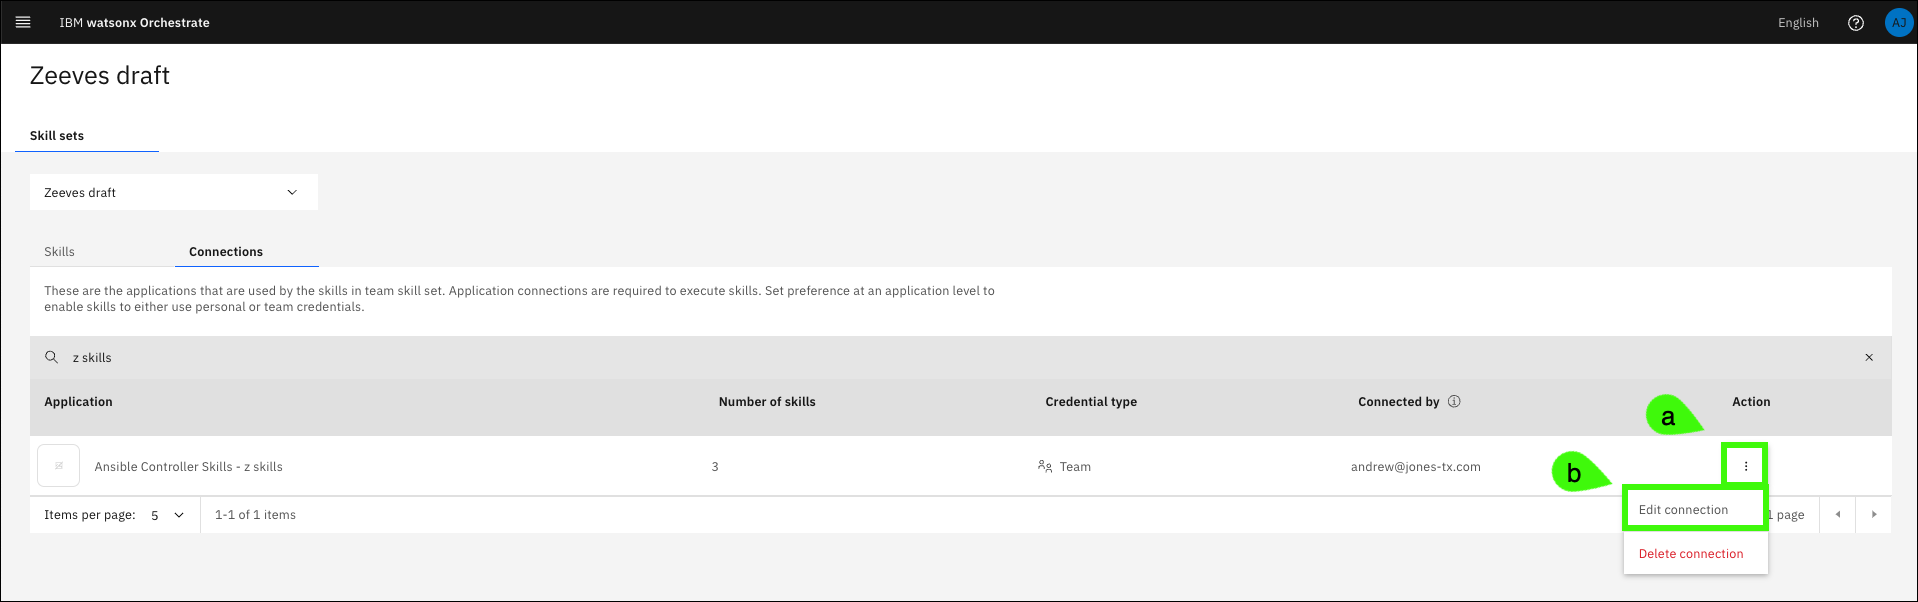 IBM watsonx Orchestrate
English
AJ
Zeeves draft
Skill sets
Zeeves draft
Skills
Connections
These are the applications that are used by the skills in team skill set. Application connections are required to execute skills. Set preference at an application level to
enable skills to either use personal or team credentials.
z skills
Application
Number of skills
Credential type
Connected by
Action
a
Ansible Controller Skills - z skills
3
Team
andrew@jones-tx.com
b
Edit connection
Delete connection
Items per page: 5
1-1 of 1 items
1 page